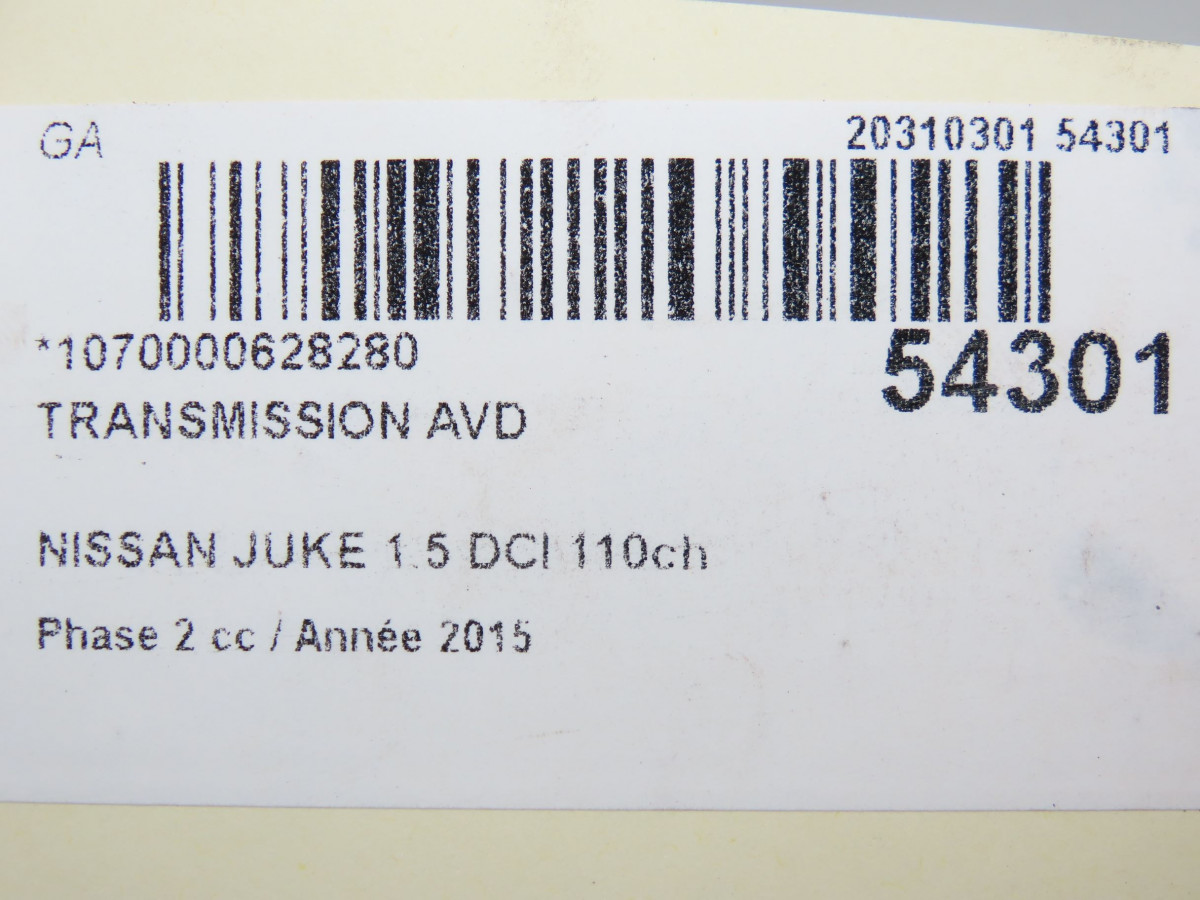 GA 20310301 54301
*1070000628280 54301
TRANSMISSION AVD
NISSAN JUKE 1.5 DCI 110ch
Phase 2 cc / Année 2015